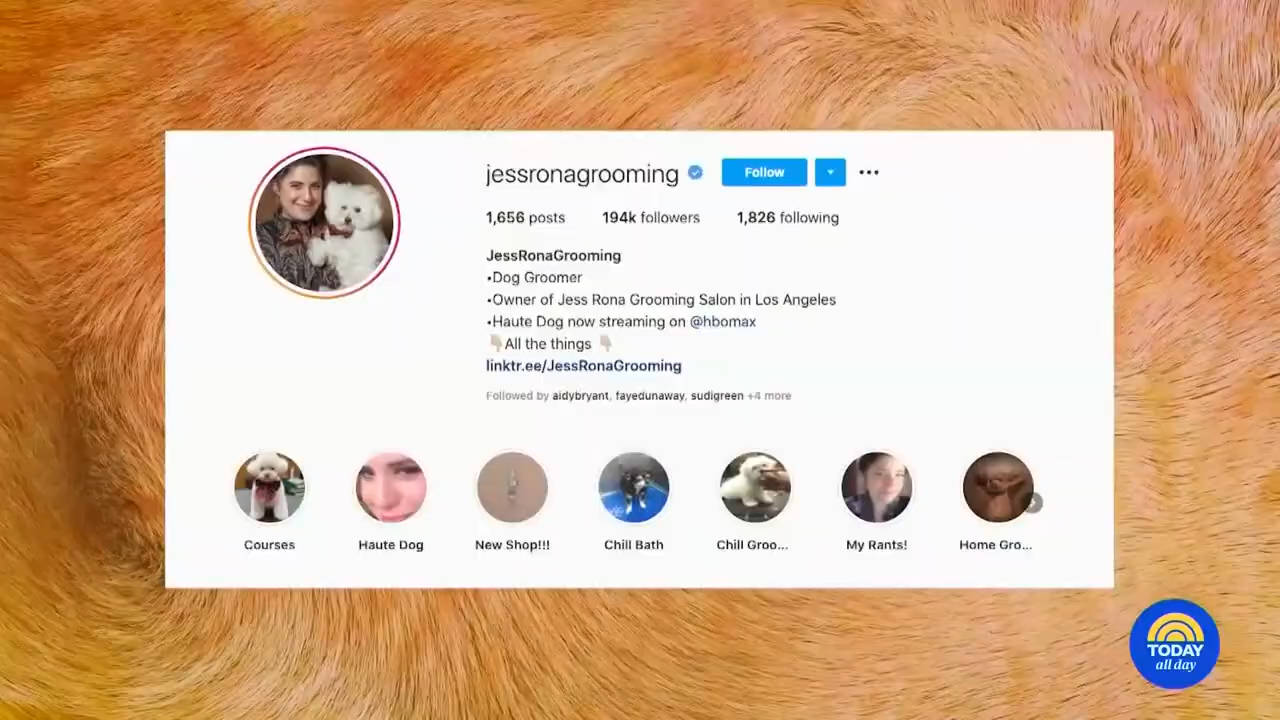 jessronagrooming
Follow
1,656 posts 194k followers 1,826 following
JessRonaGrooming
•Dog Groomer
•Owner of Jess Rona Grooming Salon in Los Angeles
•Haute Dog now streaming on @hbomax
👇🏼All the things 👇🏼
linktr.ee/JessRonaGrooming
Followed by aidybryant, fayedunaway, sudigreen +4 more
Courses Haute Dog New Shop!!! Chill Bath Chill Groo... My Rants! Home Gro...
TODAY
all day